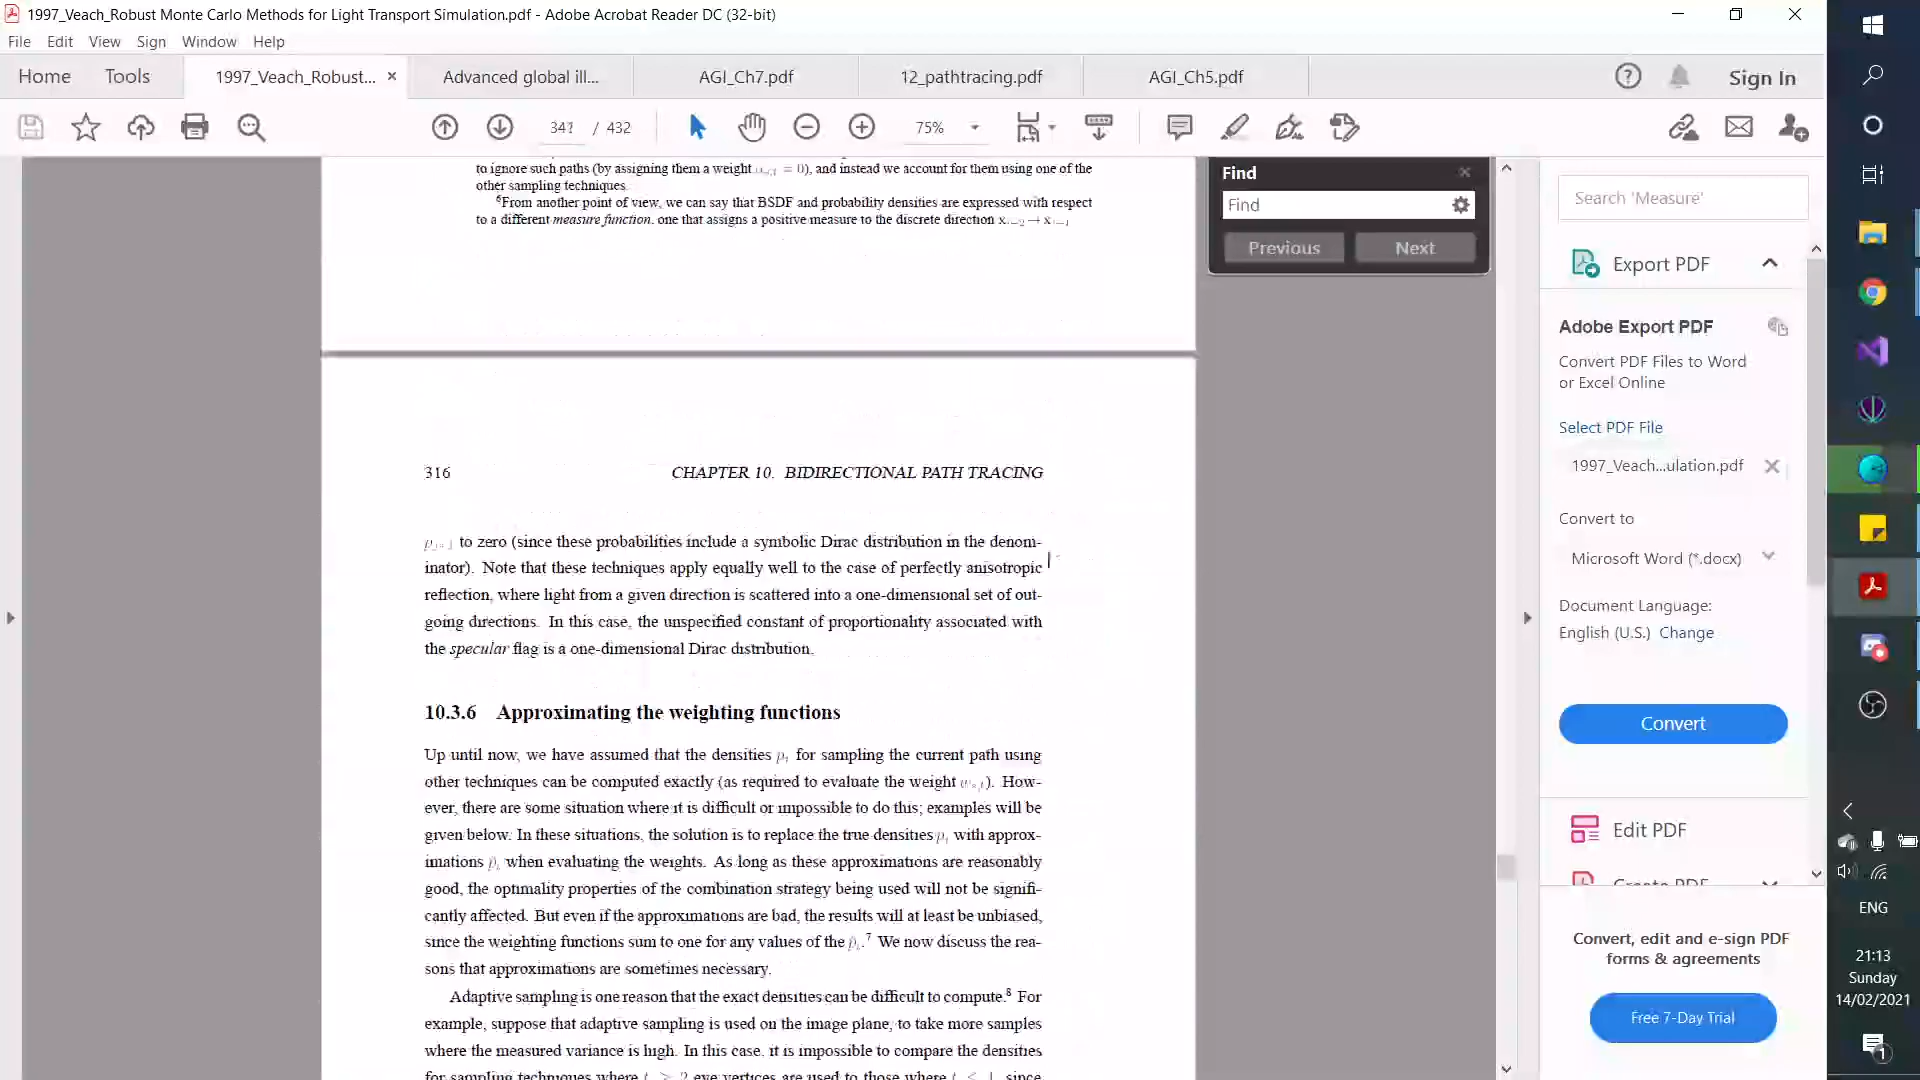 1997_Veach_Robust Monte Carlo Methods for Light Transport Simulation.pdf - Adobe Acrobat Reader DC (32-bit)
File Edit View Sign Window Help
Home Tools 1997_Veach_Robust... × Advanced global ill... AGI_Ch7.pdf 12_pathtracing.pdf AGI_Ch5.pdf Sign In
341 / 432 75%
to ignore such paths (by assigning them a weight = 0), and instead we account for them using one of the
other sampling techniques.
6From another point of view, we can say that BSDF and probability densities are expressed with respect
to a different measure function, one that assigns a positive measure to the discrete direction
316 CHAPTER 10. BIDIRECTIONAL PATH TRACING
to zero (since these probabilities include a symbolic Dirac distribution in the denom-
inator). Note that these techniques apply equally well to the case of perfectly anisotropic
reflection, where light from a given direction is scattered into a one-dimensional set of out-
going directions. In this case, the unspecified constant of proportionality associated with
the specular flag is a one-dimensional Dirac distribution.
10.3.6 Approximating the weighting functions
Up until now, we have assumed that the densities for sampling the current path using
other techniques can be computed exactly (as required to evaluate the weight ). How-
ever, there are some situation where it is difficult or impossible to do this; examples will be
given below. In these situations, the solution is to replace the true densities with approx-
imations when evaluating the weights. As long as these approximations are reasonably
good, the optimality properties of the combination strategy being used will not be signifi-
cantly affected. But even if the approximations are bad, the results will at least be unbiased,
since the weighting functions sum to one for any values of the .7 We now discuss the rea-
sons that approximations are sometimes necessary.
Adaptive sampling is one reason that the exact densities can be difficult to compute.8 For
example, suppose that adaptive sampling is used on the image plane, to take more samples
where the measured variance is high. In this case, it is impossible to compare the densities
for sampling techniques where t ≥ 2 eye vertices are used to those where t ≤ 1, since
Find
Find
Previous Next
Search 'Measure'
Export PDF
Adobe Export PDF
Convert PDF Files to Word
or Excel Online
Select PDF File
1997_Veach...ulation.pdf
Convert to
Microsoft Word (*.docx)
Document Language:
English (U.S.) Change
Convert
Edit PDF
Create PDF
Convert, edit and e-sign PDF
forms & agreements
Free 7-Day Trial
ENG
21:13
Sunday
14/02/2021
1